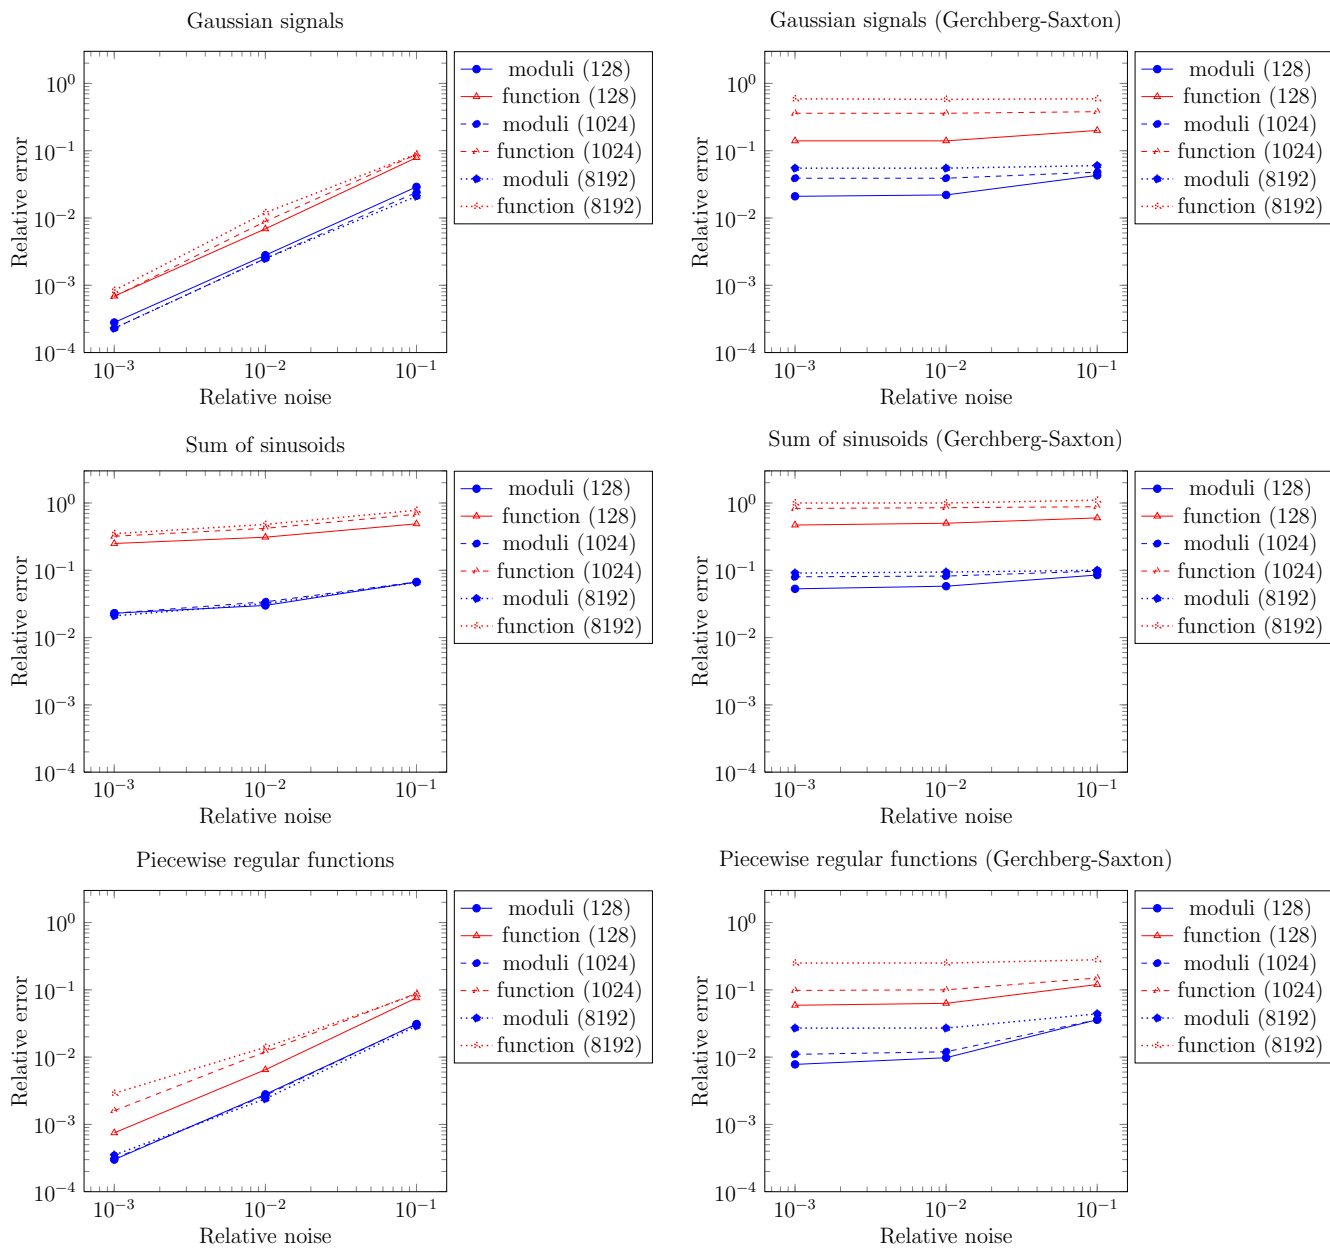 Gaussian signals
10^0
10^−1
10^−2
10^−3
10^−4
10^−3
10^−2
10^−1
Relative noise
Relative error
moduli (128)
function (128)
moduli (1024)
function (1024)
moduli (8192)
function (8192)
Gaussian signals (Gerchberg-Saxton)
10^0
10^−1
10^−2
10^−3
10^−4
10^−3
10^−2
10^−1
Relative noise
Relative error
moduli (128)
function (128)
moduli (1024)
function (1024)
moduli (8192)
function (8192)
Sum of sinusoids
10^0
10^−1
10^−2
10^−3
10^−4
10^−3
10^−2
10^−1
Relative noise
Relative error
moduli (128)
function (128)
moduli (1024)
function (1024)
moduli (8192)
function (8192)
Sum of sinusoids (Gerchberg-Saxton)
10^0
10^−1
10^−2
10^−3
10^−4
10^−3
10^−2
10^−1
Relative noise
Relative error
moduli (128)
function (128)
moduli (1024)
function (1024)
moduli (8192)
function (8192)
Piecewise regular functions
10^0
10^−1
10^−2
10^−3
10^−4
10^−3
10^−2
10^−1
Relative noise
Relative error
moduli (128)
function (128)
moduli (1024)
function (1024)
moduli (8192)
function (8192)
Piecewise regular functions (Gerchberg-Saxton)
10^0
10^−1
10^−2
10^−3
10^−4
10^−3
10^−2
10^−1
Relative noise
Relative error
moduli (128)
function (128)
moduli (1024)
function (1024)
moduli (8192)
function (8192)